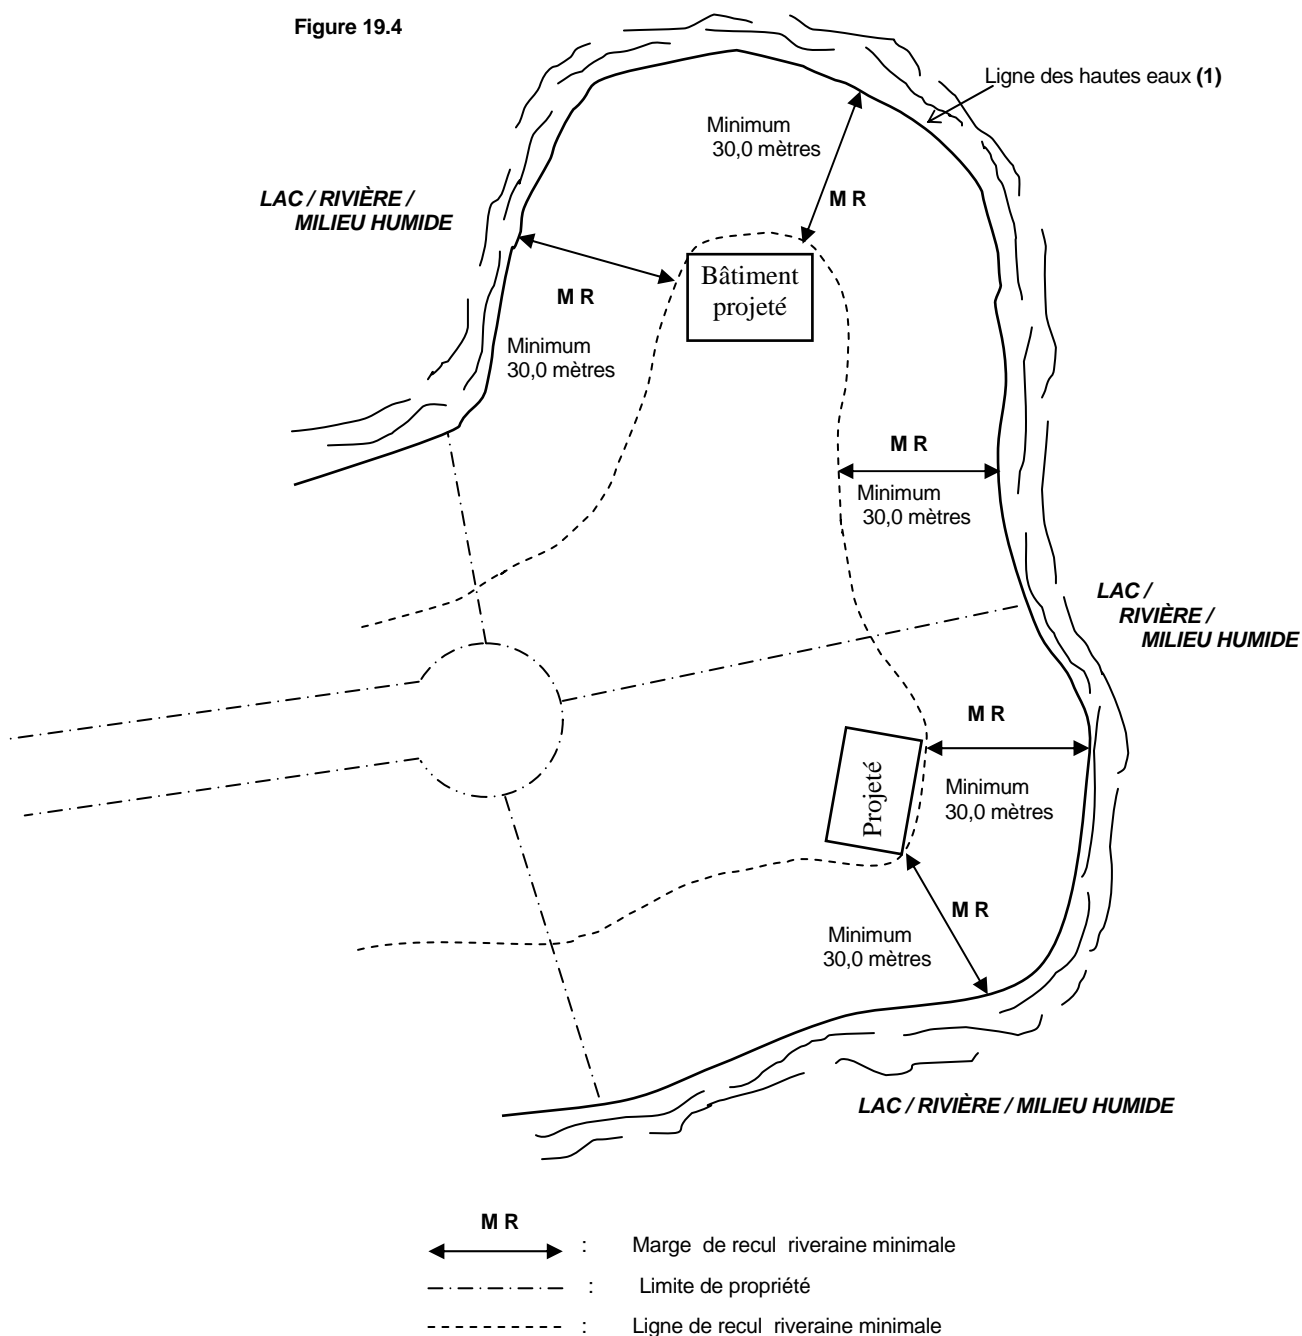 Figure 19.4
Ligne des hautes eaux (1)
Minimum
30,0 mètres
M R
LAC / RIVIÈRE /
MILIEU HUMIDE
Bâtiment
projeté
M R
Minimum
30,0 mètres
M R
Minimum
30,0 mètres
LAC /
RIVIÈRE /
MILIEU HUMIDE
M R
Projeté
Minimum
30,0 mètres
M R
Minimum
30,0 mètres
LAC / RIVIÈRE / MILIEU HUMIDE
M R
: Marge de recul riveraine minimale
: Limite de propriété
: Ligne de recul riveraine minimale